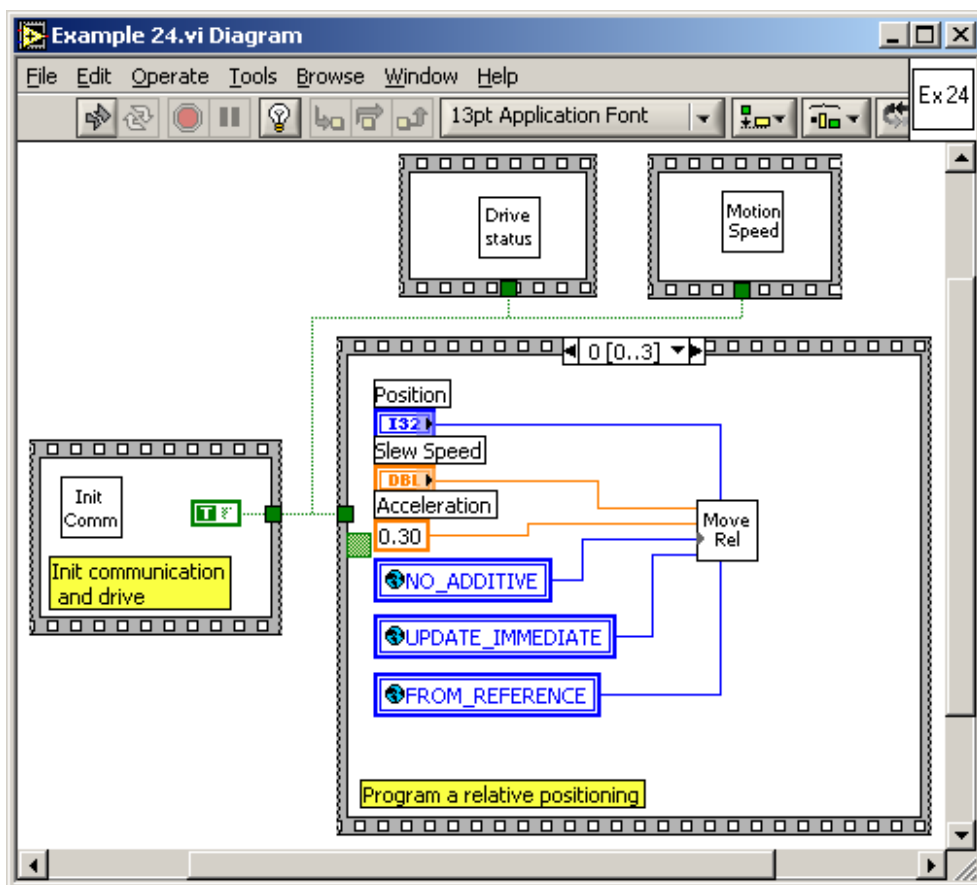 Example 24.vi Diagram
File Edit Operate Tools Browse Window Help
Ex 24
13pt Application Font
Drive
status
Motion
Speed
0 [0..3]
Position
I32
Slew Speed
DBL
Acceleration
0.30
Init
Comm
T
Move
Rel
NO_ADDITIVE
Init communication
and drive
UPDATE_IMMEDIATE
FROM_REFERENCE
Program a relative positioning